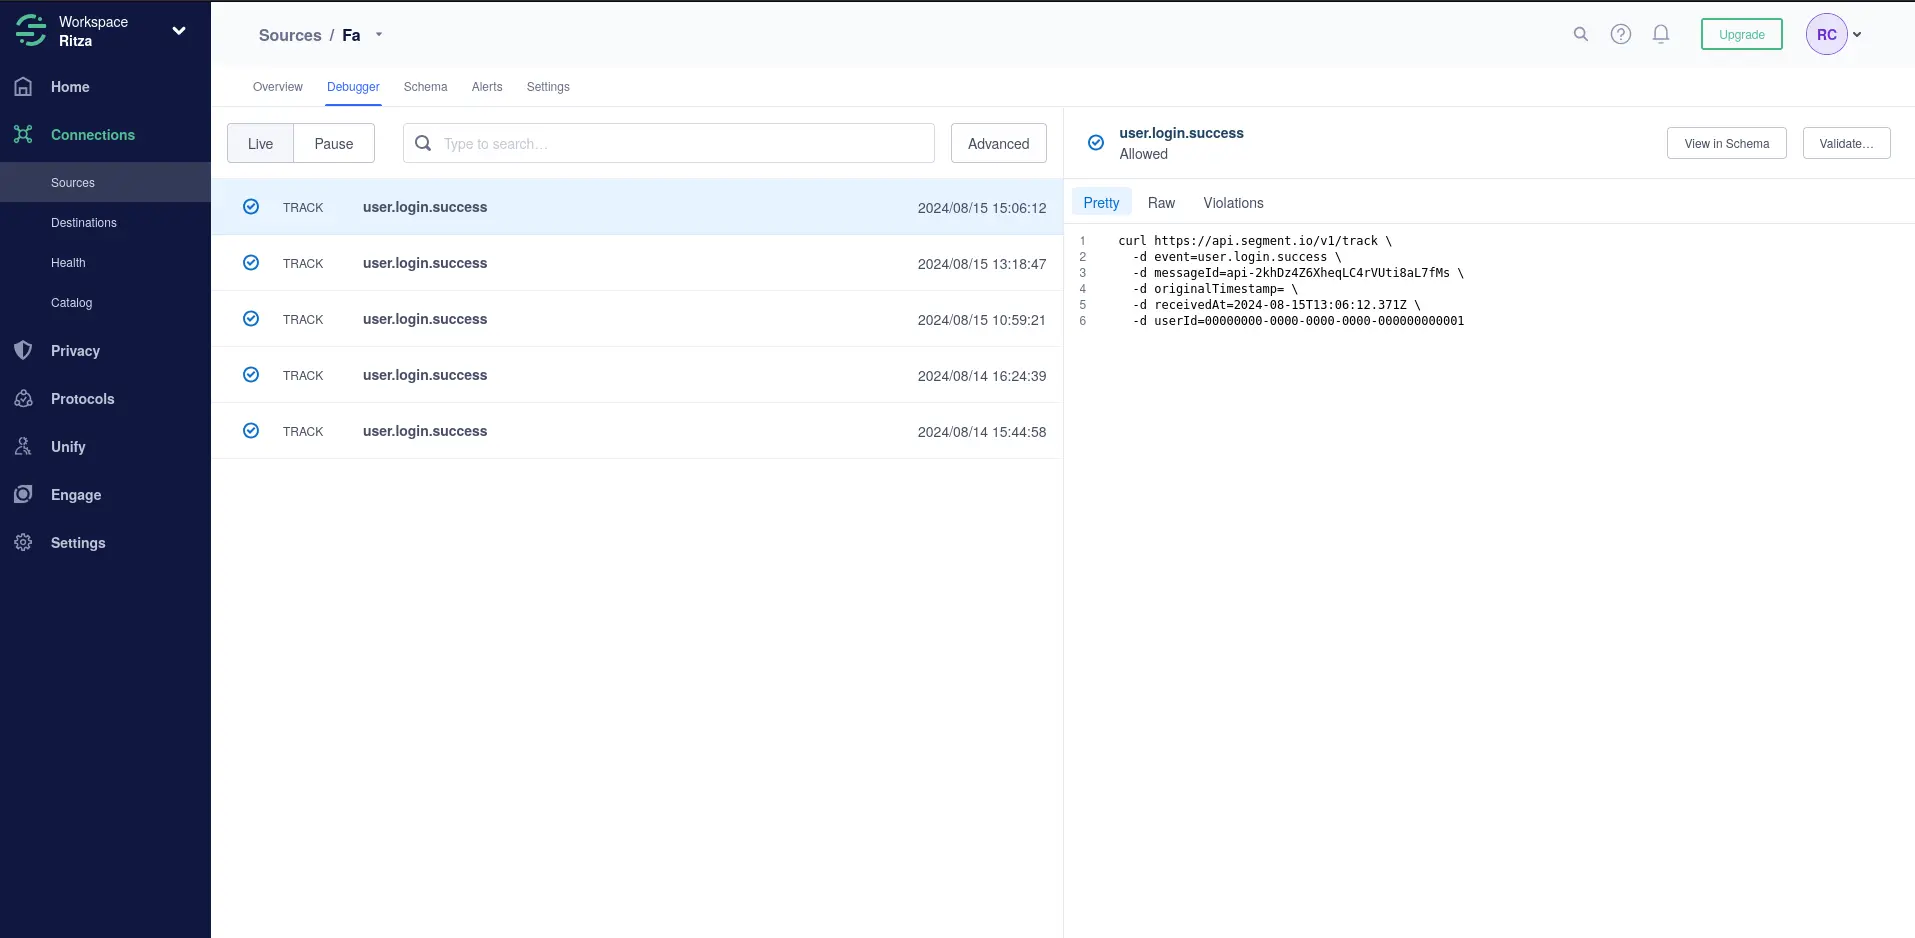 Workspace
Ritza
Home
Connections
Sources
Destinations
Health
Catalog
Privacy
Protocols
Unify
Engage
Settings
Sources / Fa
Upgrade
RC
Overview Debugger Schema Alerts Settings
Live Pause Type to search… Advanced
TRACK user.login.success 2024/08/15 15:06:12
TRACK user.login.success 2024/08/15 13:18:47
TRACK user.login.success 2024/08/15 10:59:21
TRACK user.login.success 2024/08/14 16:24:39
TRACK user.login.success 2024/08/14 15:44:58
user.login.success
Allowed
View in Schema Validate…
Pretty Raw Violations
1 curl https://api.segment.io/v1/track \
2 -d event=user.login.success \
3 -d messageId=api-2khDz4Z6XheqLC4rVUti8aL7fMs \
4 -d originalTimestamp= \
5 -d receivedAt=2024-08-15T13:06:12.371Z \
6 -d userId=00000000-0000-0000-0000-000000000001